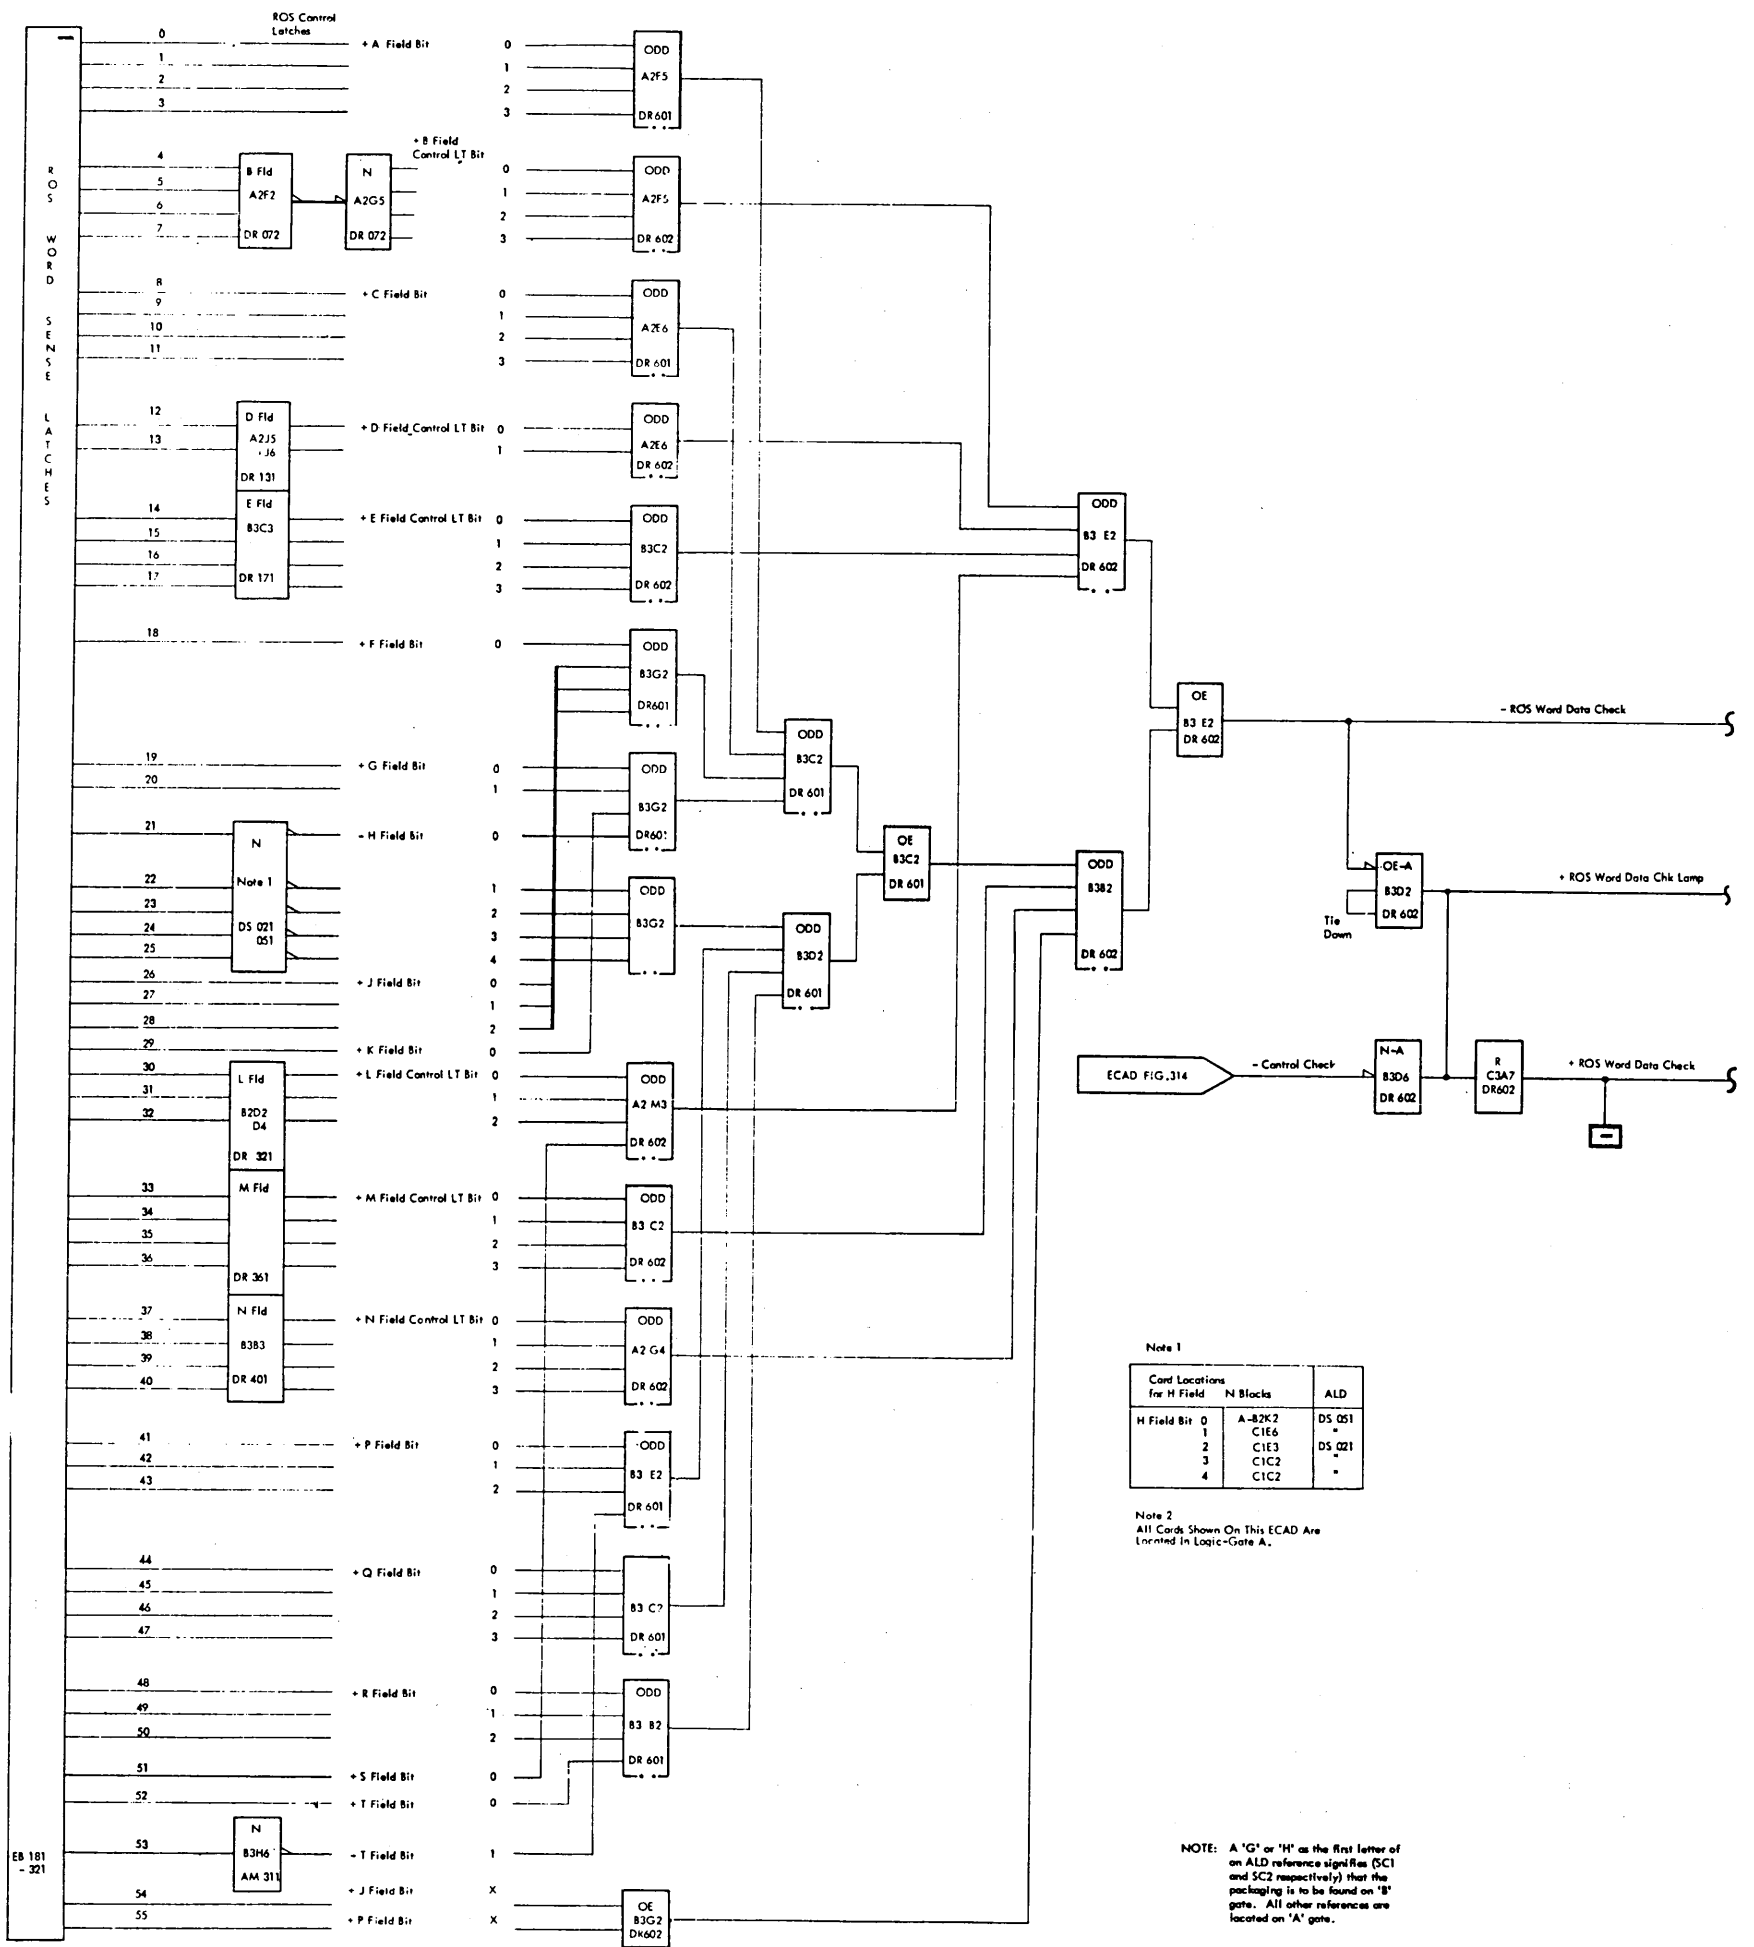 ROS Control
Latches
ROS WORD SENSE LATCHES
EB 181
- 321
0 + A Field Bit 0
1 1
2 2
3 3
ODD
A2F5
DR601
+ B Field
Control LT Bit
4 0
5 1
6 2
7 3
B Fld
A2F2
DR 072
N
A2G5
DR 072
ODD
A2F5
DR 602
8 + C Field Bit 0
9 1
10 2
11 3
ODD
A2E6
DR 601
12 + D Field Control LT Bit 0
13 1
D Fld
A2J5
J6
DR 131
ODD
A2E6
DR 602
14 + E Field Control LT Bit 0
15 1
16 2
17 3
E Fld
B3C3
DR 171
ODD
B3C2
DR 602
ODD
B3 E2
DR 602
18 + F Field Bit 0
ODD
B3G2
DR601
19 + G Field Bit 0
20 1
ODD
B3G2
DR601
ODD
B3C2
DR 601
OE
B3 E2
DR 602
- ROS Word Data Check
21 - H Field Bit 0
22 1
23 2
24 3
25 4
N
Note 1
DS 021
051
ODD
B3G2
ODD
B3D2
DR 601
OE
B3C2
DR 601
ODD
B3B2
DR 602
OE-A
B3D2
DR 602
Tie
Down
+ ROS Word Data Chk Lamp
26 + J Field Bit 0
27 1
28 2
29 + K Field Bit 0
30 + L Field Control LT Bit 0
31 1
32 2
L Fld
B2D2
D4
DR 321
ODD
A2 M3
DR 602
ECAD FIG.314
- Control Check
N-A
B3D6
DR 602
R
C3A7
DR602
+ ROS Word Data Check
-
33 + M Field Control LT Bit 0
34 1
35 2
36 3
M Fld
DR 361
ODD
B3 C2
DR 602
37 + N Field Control LT Bit 0
38 1
39 2
40 3
N Fld
B3B3
DR 401
ODD
A2 G4
DR 602
41 + P Field Bit 0
42 1
43 2
ODD
B3 E2
DR 601
44 + Q Field Bit 0
45 1
46 2
47 3
B3 C2
DR 601
48 + R Field Bit 0
49 1
50 2
ODD
B3 B2
DR 601
51 + S Field Bit 0
52 + T Field Bit 0
53 - T Field Bit 1
N
B3H6
AM 311
54 + J Field Bit X
55 + P Field Bit X
OE
B3G2
DR602
Note 1
Card Locations
for H Field N Blocks ALD
H Field Bit 0 A-B2K2 DS 051
1 C1E6 "
2 C1E3 DS 021
3 C1C2 "
4 C1C2 "
Note 2
All Cards Shown On This ECAD Are
Located In Logic-Gate A.
NOTE: A 'G' or 'H' as the first letter of
an ALD reference signifies (SC1
and SC2 respectively) that the
packaging is to be found on 'B'
gate. All other references are
located on 'A' gate.